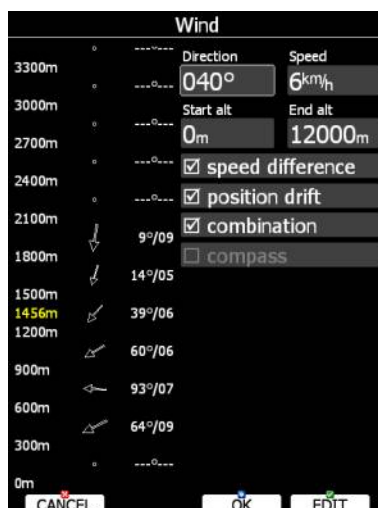 Wind
Direction Speed
040° 6km/h
Start alt End alt
0m 12000m
☑ speed difference
☑ position drift
☑ combination
☐ compass
---°---
3300m
---°---
3000m
---°---
2700m
---°---
2400m
---°---
2100m
9°/09
1800m
14°/05
1500m
1456m 39°/06
1200m
60°/06
900m
93°/07
600m
64°/09
300m
---°---
0m
CANCEL OK EDIT